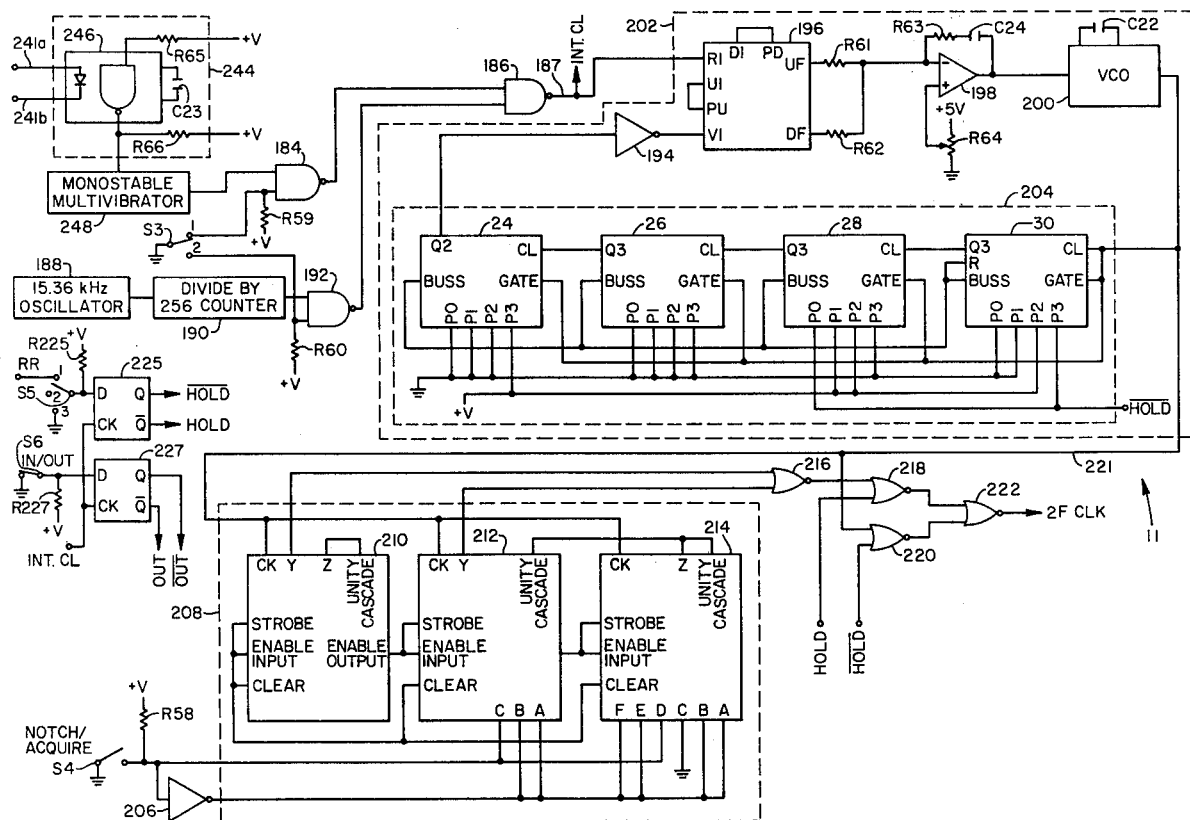 241a
246
+V
R65
244
C23
241b
R66
+V
MONOSTABLE
MULTIVIBRATOR
248
184
R59
+V
S3
1
2
188
15.36 kHz
OSCILLATOR
DIVIDE BY
256 COUNTER
190
192
R60
+V
186
187
INT. CL
202
RI
UI
PU
VI
DI
PD
196
UF
DF
R61
R62
194
R63
C24
198
+5V
R64
C22
VCO
200
204
24
Q2
CL
BUSS
GATE
P0
P1
P2
P3
26
Q3
CL
BUSS
GATE
P0
P1
P2
P3
28
Q3
CL
BUSS
GATE
P0
P1
P2
P3
30
Q3
R
CL
BUSS
GATE
P0
P1
P2
P3
+V
HOLD
+V
R225
RR
1
2
3
S5
225
D
Q
CK
Q
HOLD
HOLD
S6
IN/OUT
R227
+V
227
D
Q
CK
Q
INT. CL
OUT
OUT
208
210
CK
Y
Z
UNITY
CASCADE
STROBE
ENABLE
INPUT
ENABLE
OUTPUT
CLEAR
212
CK
Y
UNITY
CASCADE
STROBE
ENABLE
INPUT
CLEAR
C
B
A
214
CK
Z
UNITY
CASCADE
STROBE
ENABLE
INPUT
CLEAR
F
E
D
C
B
A
216
218
220
221
222
2F CLK
HOLD
HOLD
11
+V
R58
NOTCH/
ACQUIRE
S4
206